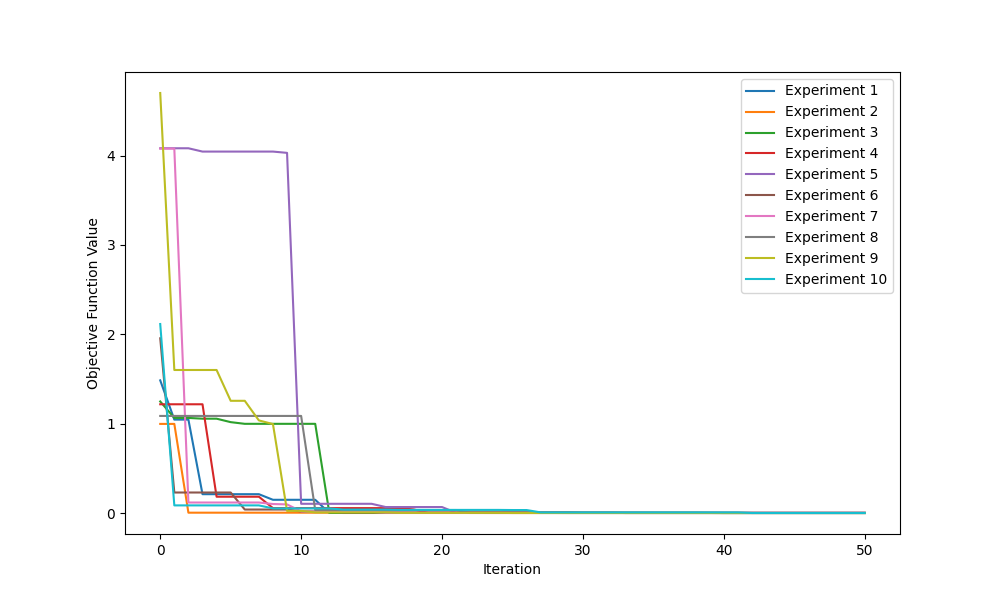 Experiment 1
Experiment 2
Experiment 3
Experiment 4
Experiment 5
Experiment 6
Experiment 7
Experiment 8
Experiment 9
Experiment 10
Objective Function Value
4
3
2
1
0
0 10 20 30 40 50
Iteration